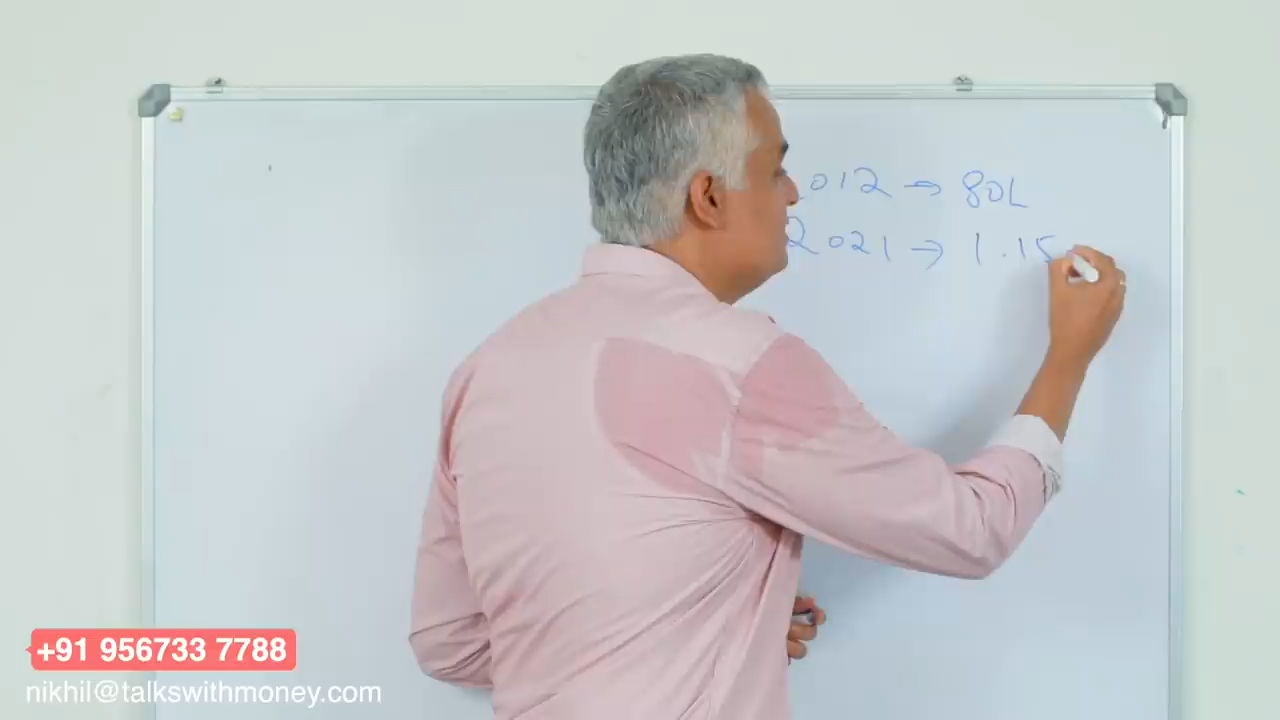 012 → 80L
2021 → 1.15
+91 956733 7788
nikhil@talkswithmoney.com